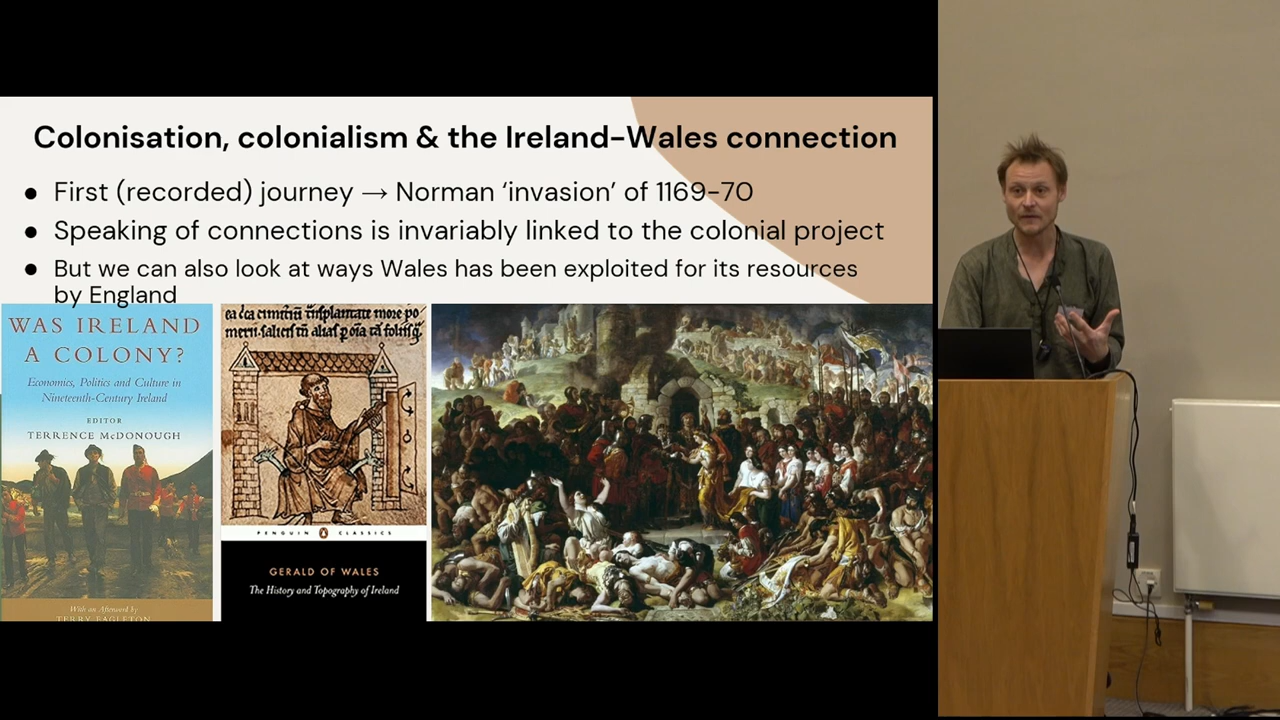 Colonisation, colonialism & the Ireland-Wales connection
● First (recorded) journey → Norman ‘invasion’ of 1169-70
● Speaking of connections is invariably linked to the colonial project
● But we can also look at ways Wales has been exploited for its resources
by England
WAS IRELAND
A COLONY?
Economics, Politics and Culture in
Nineteenth-Century Ireland
EDITOR
TERRENCE McDONOUGH
With an Afterword by
TERRY EAGLETON
PENGUIN CLASSICS
GERALD OF WALES
The History and Topography of Ireland